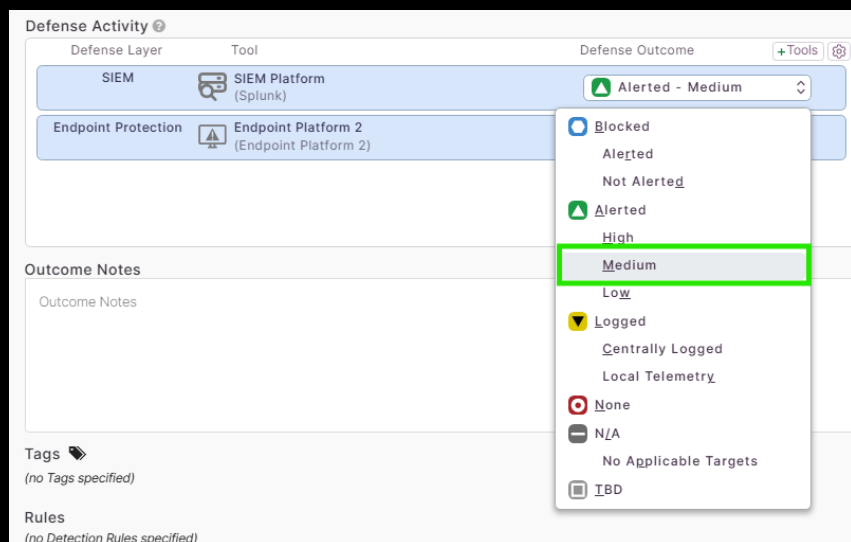 Defense Activity ?
Defense Layer Tool Defense Outcome +Tools
SIEM SIEM Platform Alerted - Medium
(Splunk)
Endpoint Protection Endpoint Platform 2
(Endpoint Platform 2)
Blocked
Alerted
Not Alerted
Alerted
High
Medium
Low
Logged
Centrally Logged
Local Telemetry
None
N/A
No Applicable Targets
TBD
Outcome Notes
Outcome Notes
Tags
(no Tags specified)
Rules
(no Detection Rules specified)